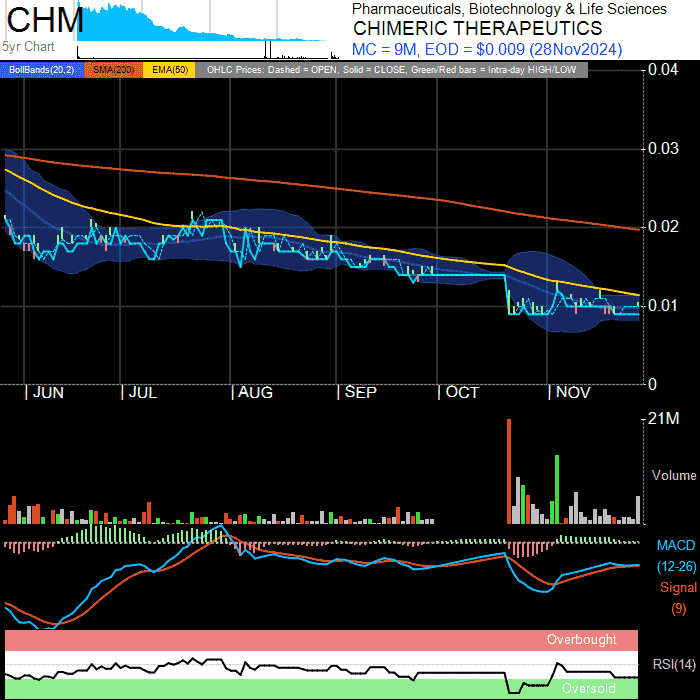 CHM
5yr Chart
Pharmaceuticals, Biotechnology & Life Sciences
CHIMERIC THERAPEUTICS
MC = 9M, EOD = $0.009 (28Nov2024)
BollBands(20,2) SMA(200) EMA(50) OHLC Prices: Dashed = OPEN, Solid = CLOSE, Green/Red bars = Intra-day HIGH/LOW
0.04
0.03
0.02
0.01
0
JUN JUL AUG SEP OCT NOV
21M
Volume
MACD
(12-26)
Signal
(9)
Overbought
RSI(14)
Oversold